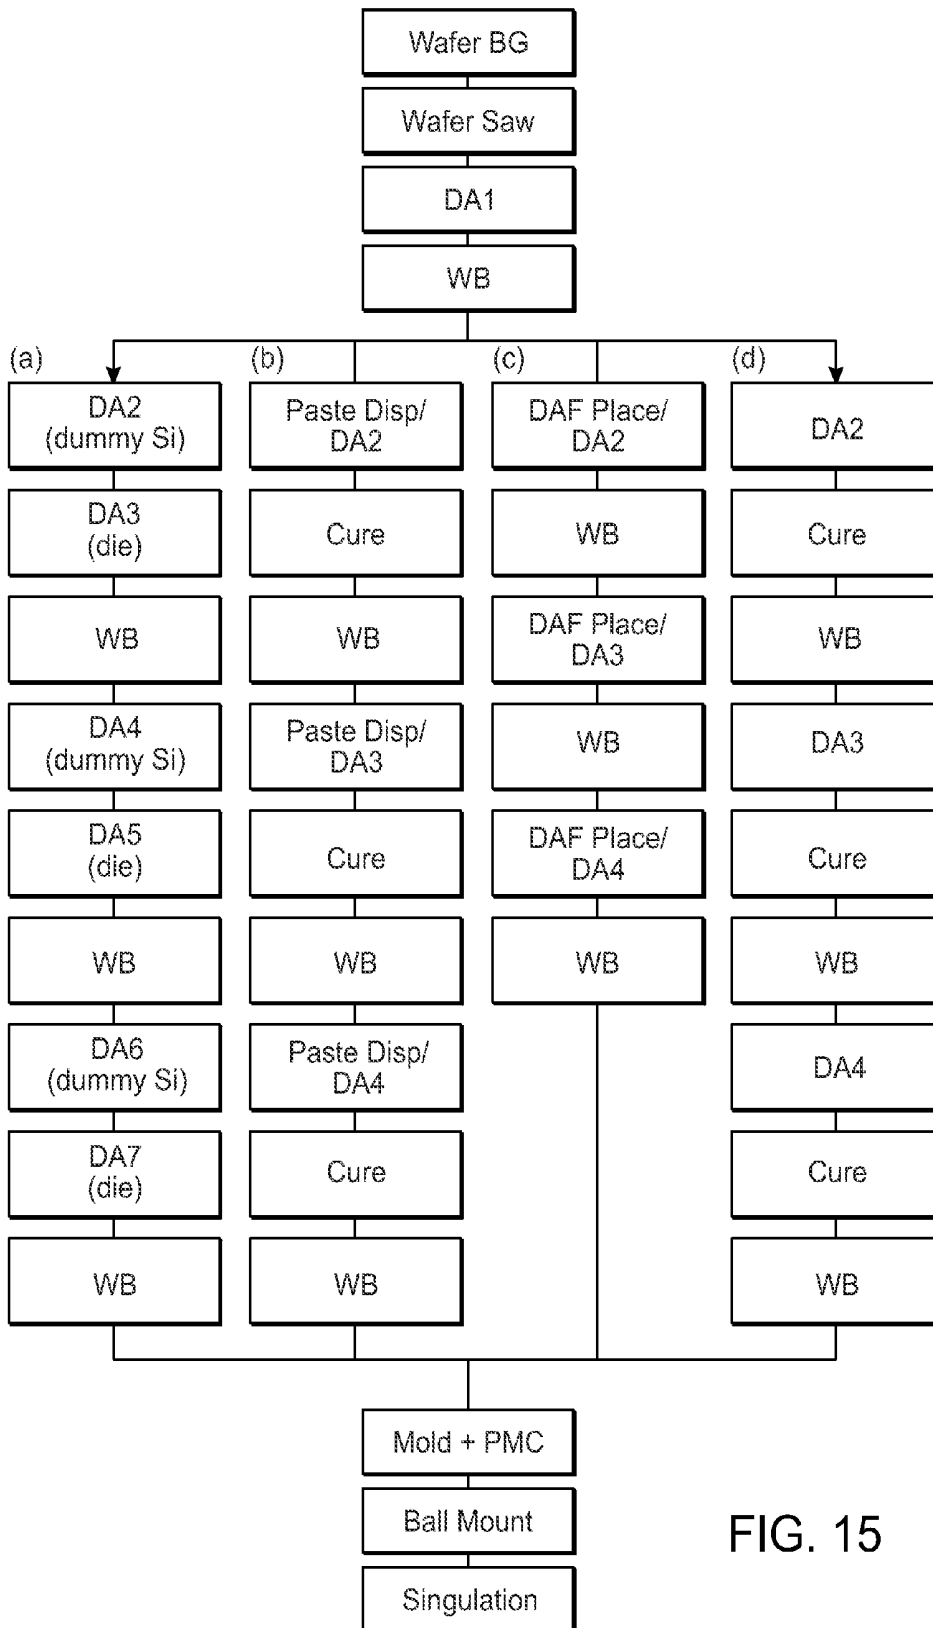 Wafer BG
Wafer Saw
DA1
WB
(a)
DA2
(dummy Si)
DA3
(die)
WB
DA4
(dummy Si)
DA5
(die)
WB
DA6
(dummy Si)
DA7
(die)
WB
(b)
Paste Disp/
DA2
Cure
WB
Paste Disp/
DA3
Cure
WB
Paste Disp/
DA4
Cure
WB
(c)
DAF Place/
DA2
WB
DAF Place/
DA3
WB
DAF Place/
DA4
WB
(d)
DA2
Cure
WB
DA3
Cure
WB
DA4
Cure
WB
Mold + PMC
Ball Mount
Singulation
FIG. 15